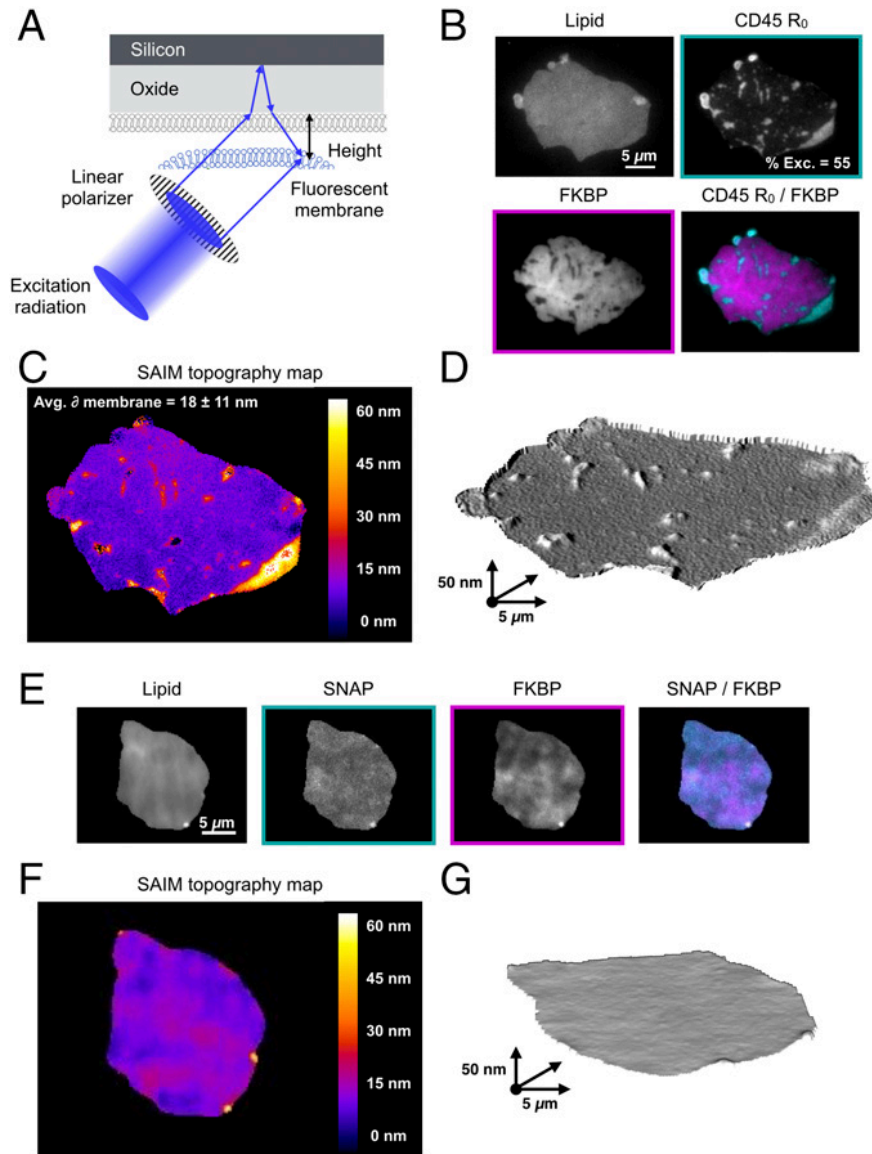 A
Silicon
Oxide
Height
Linear
polarizer
Fluorescent
membrane
Excitation
radiation
B
Lipid
CD45 R₀
5 µm
% Exc. = 55
FKBP
CD45 R₀ / FKBP
C
SAIM topography map
Avg. ∂ membrane = 18 ± 11 nm
60 nm
45 nm
30 nm
15 nm
0 nm
D
50 nm
5 µm
E
Lipid
SNAP
FKBP
SNAP / FKBP
5 µm
F
SAIM topography map
60 nm
45 nm
30 nm
15 nm
0 nm
G
50 nm
5 µm